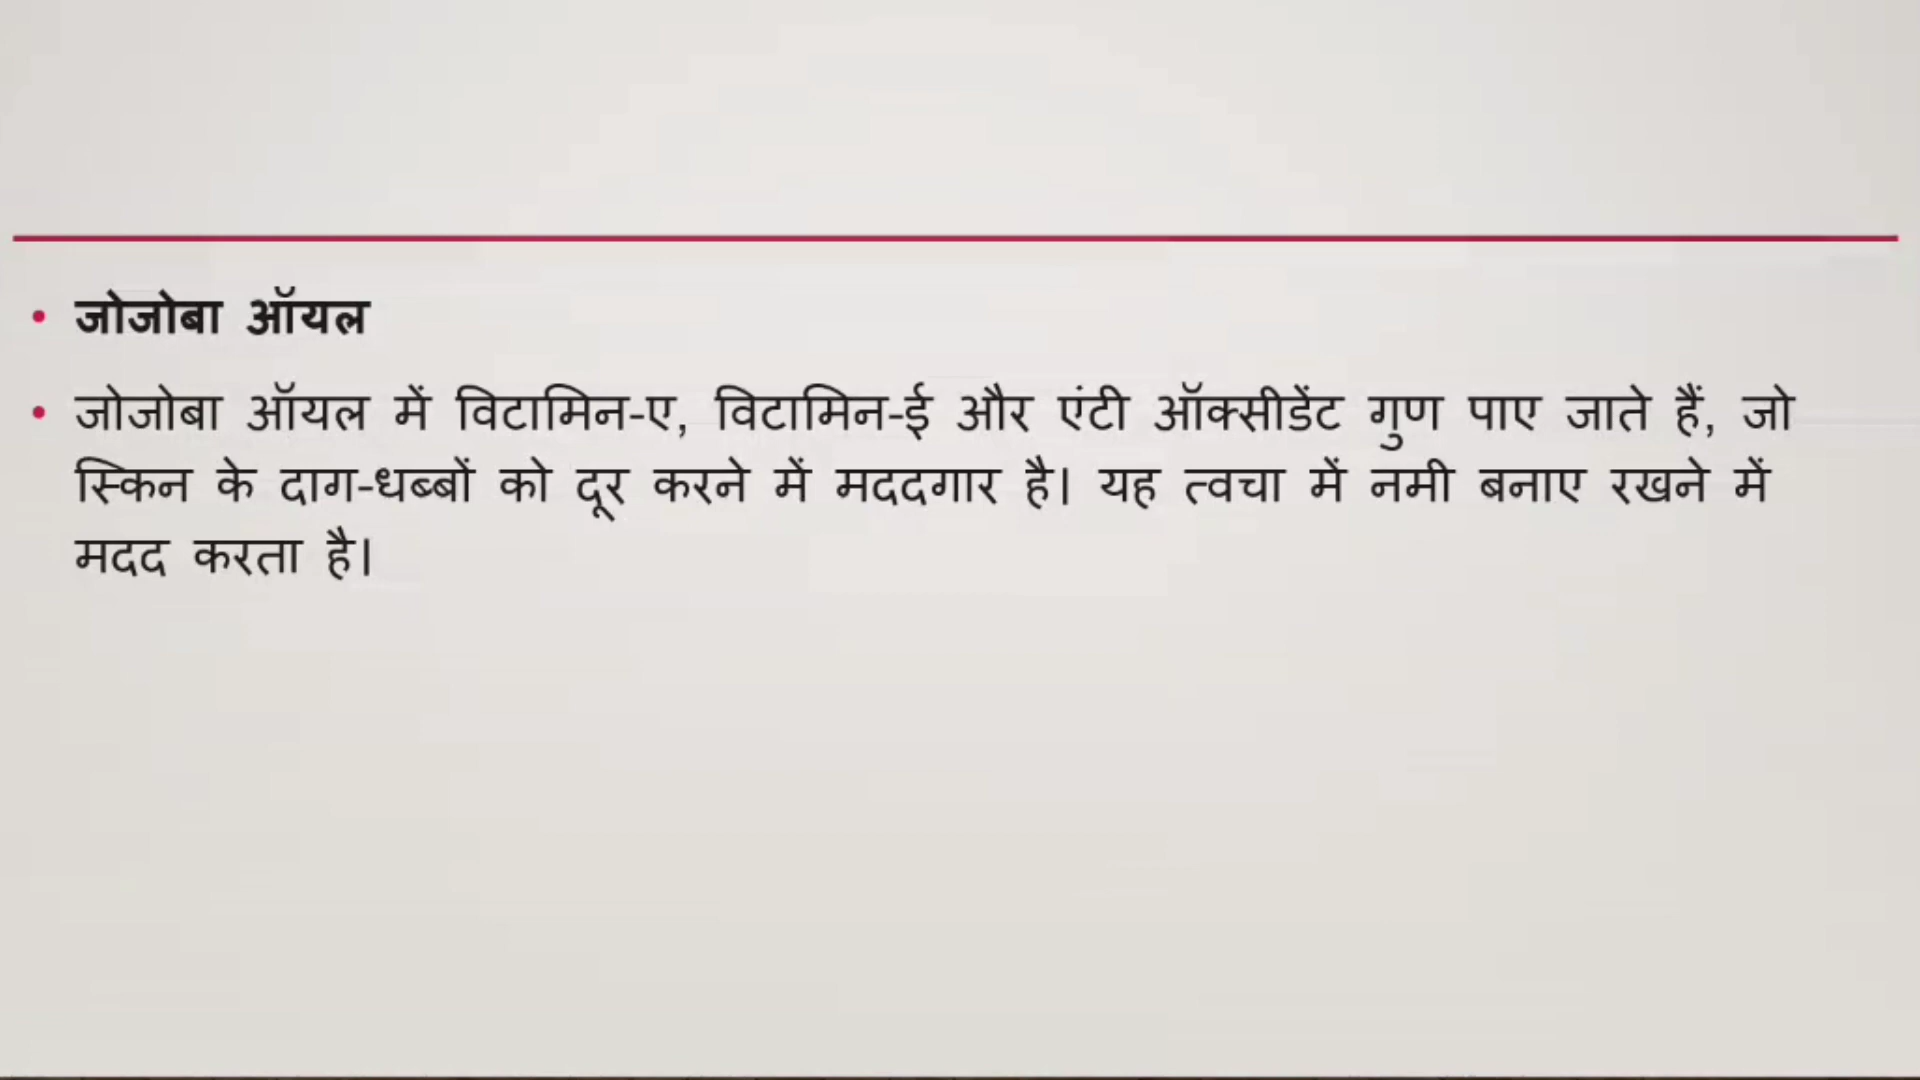 • जोजोबा ऑयल
• जोजोबा ऑयल में विटामिन-ए, विटामिन-ई और एंटी ऑक्सीडेंट गुण पाए जाते हैं, जो
स्किन के दाग-धब्बों को दूर करने में मददगार है। यह त्वचा में नमी बनाए रखने में
मदद करता है।